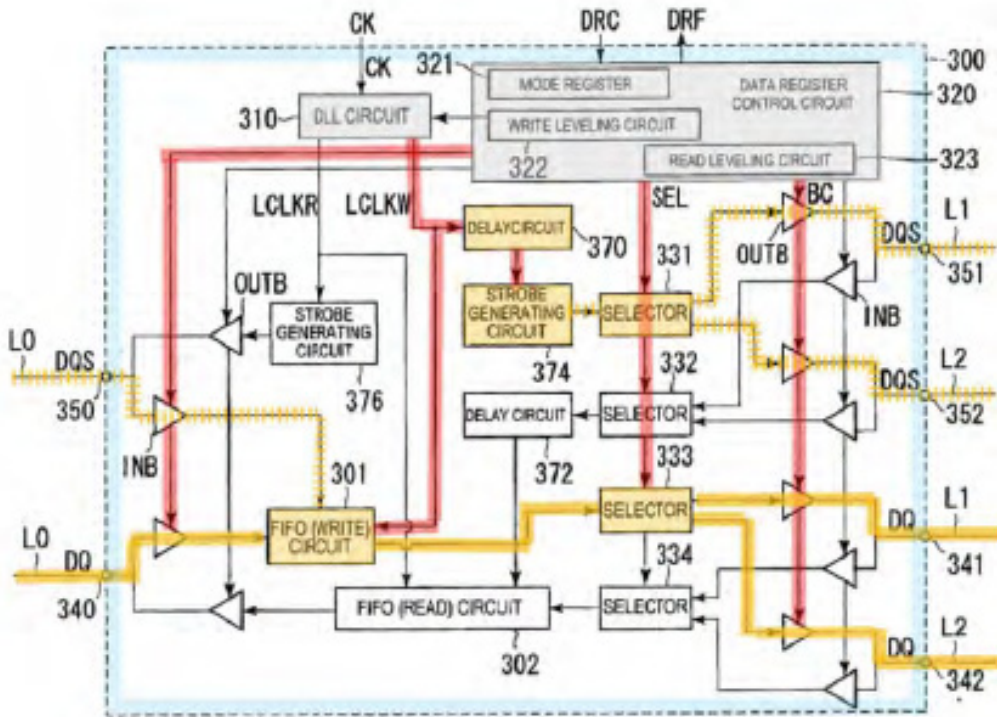 CK
DRC
DRF
300
CK
321
MODE REGISTER
DATA REGISTER
CONTROL CIRCUIT
320
310
DLL CIRCUIT
WRITE LEVELING CIRCUIT
322
READ LEVELING CIRCUIT
323
LCLKR
LCLKW
SEL
BC
L1
DELAYCIRCUIT
370
331
OUTB
DQS
351
OUTB
STROBE
GENERATING
CIRCUIT
STROBE
GENERATING
CIRCUIT
SELECTOR
INB
L0
DQS
350
376
374
332
L2
DQS
352
DELAY CIRCUIT
SELECTOR
INB
301
372
333
L1
FIFO (WRITE)
CIRCUIT
SELECTOR
L0
DQ
DQ
341
340
334
FIFO (READ) CIRCUIT
SELECTOR
L2
302
DQ
342